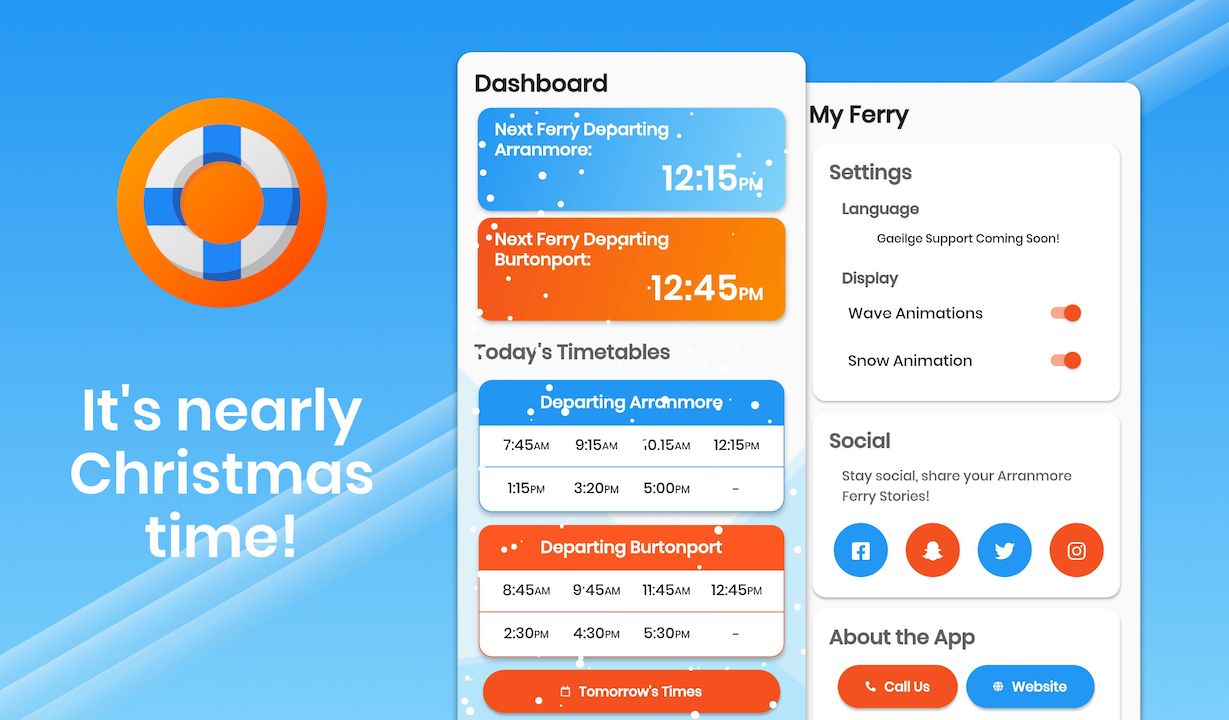 It's nearly
Christmas
time!
Dashboard
Next Ferry Departing
Arranmore:
12:15PM
Next Ferry Departing
Burtonport:
12:45PM
Today's Timetables
Departing Arranmore
7:45AM 9:15AM 10.15AM 12:15PM
1:15PM 3:20PM 5:00PM -
Departing Burtonport
8:45AM 9:45AM 11:45AM 12:45PM
2:30PM 4:30PM 5:30PM -
Tomorrow's Times
My Ferry
Settings
Language
Gaeilge Support Coming Soon!
Display
Wave Animations
Snow Animation
Social
Stay social, share your Arranmore
Ferry Stories!
About the App
Call Us Website